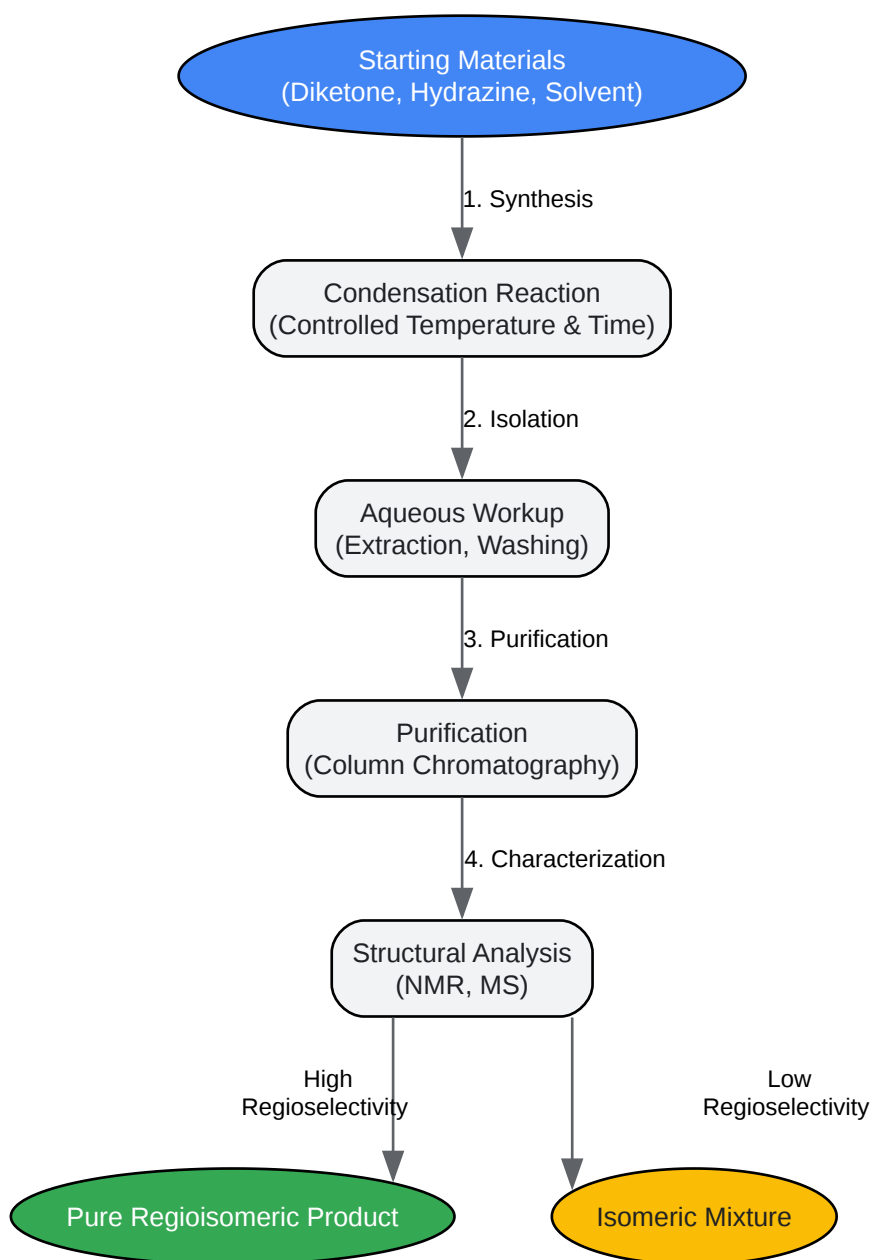 Starting Materials
(Diketone, Hydrazine, Solvent)
1. Synthesis
Condensation Reaction
(Controlled Temperature & Time)
2. Isolation
Aqueous Workup
(Extraction, Washing)
3. Purification
Purification
(Column Chromatography)
4. Characterization
Structural Analysis
(NMR, MS)
High
Regioselectivity
Low
Regioselectivity
Pure Regioisomeric Product
Isomeric Mixture